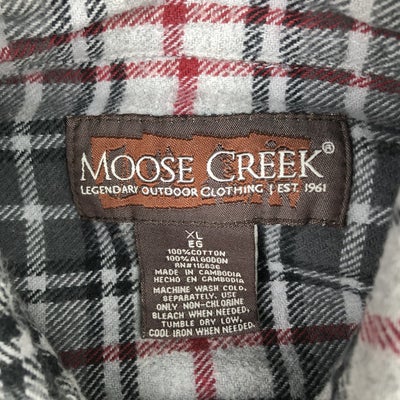 MOOSE CREEK®
LEGENDARY OUTDOOR CLOTHING | EST. 1961
XL
EG
100% COTTON
100% ALGODON
RN#116836
MADE IN CAMBODIA
HECHO EN CAMBODIA
MACHINE WASH COLD,
SEPARATELY. USE
ONLY NON-CHLORINE
BLEACH WHEN NEEDED.
TUMBLE DRY LOW,
COOL IRON WHEN NEEDED.